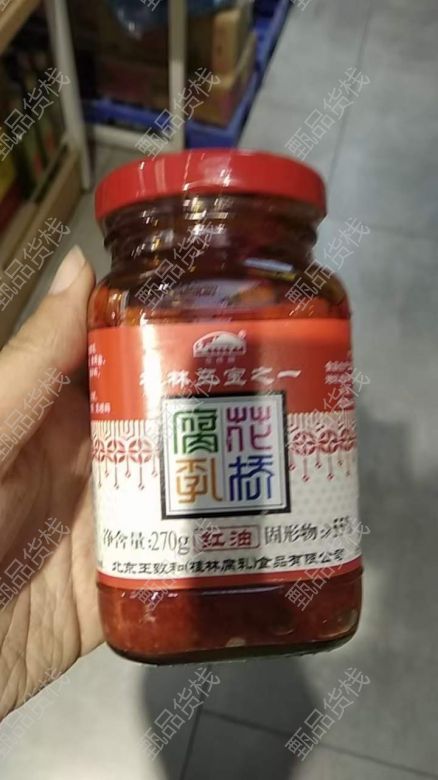 桂林三宝之一
花桥
腐乳
净含量:270g 红油 固形物:≥55%
北京王致和(桂林腐乳)食品有限公司
甄品货栈